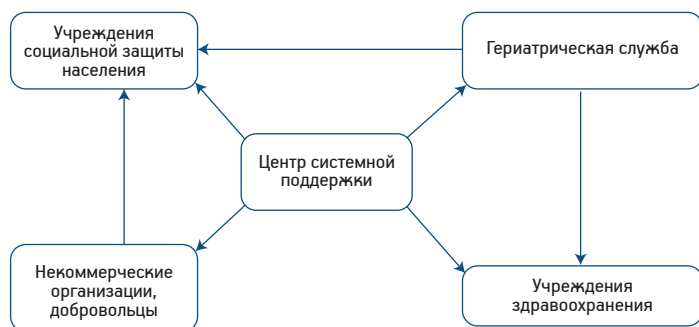 Учреждения
социальной защиты
населения
Гериатрическая служба
Центр системной
поддержки
Некоммерческие
организации,
добровольцы
Учреждения
здравоохранения